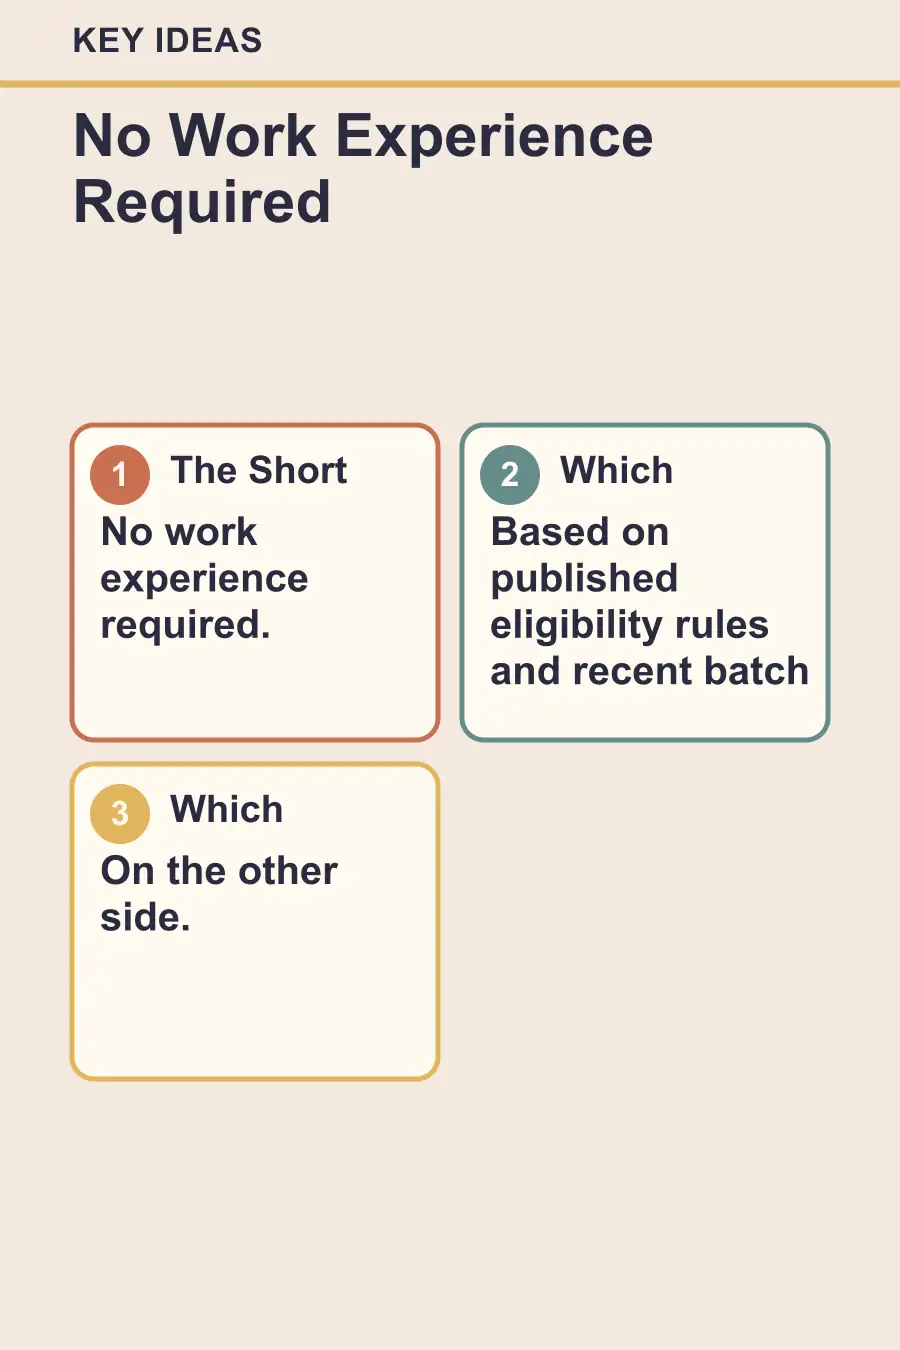 KEY IDEAS
No Work Experience
Required
1 The Short
No work
experience
required.
2 Which
Based on
published
eligibility rules
and recent batch
3 Which
On the other
side.